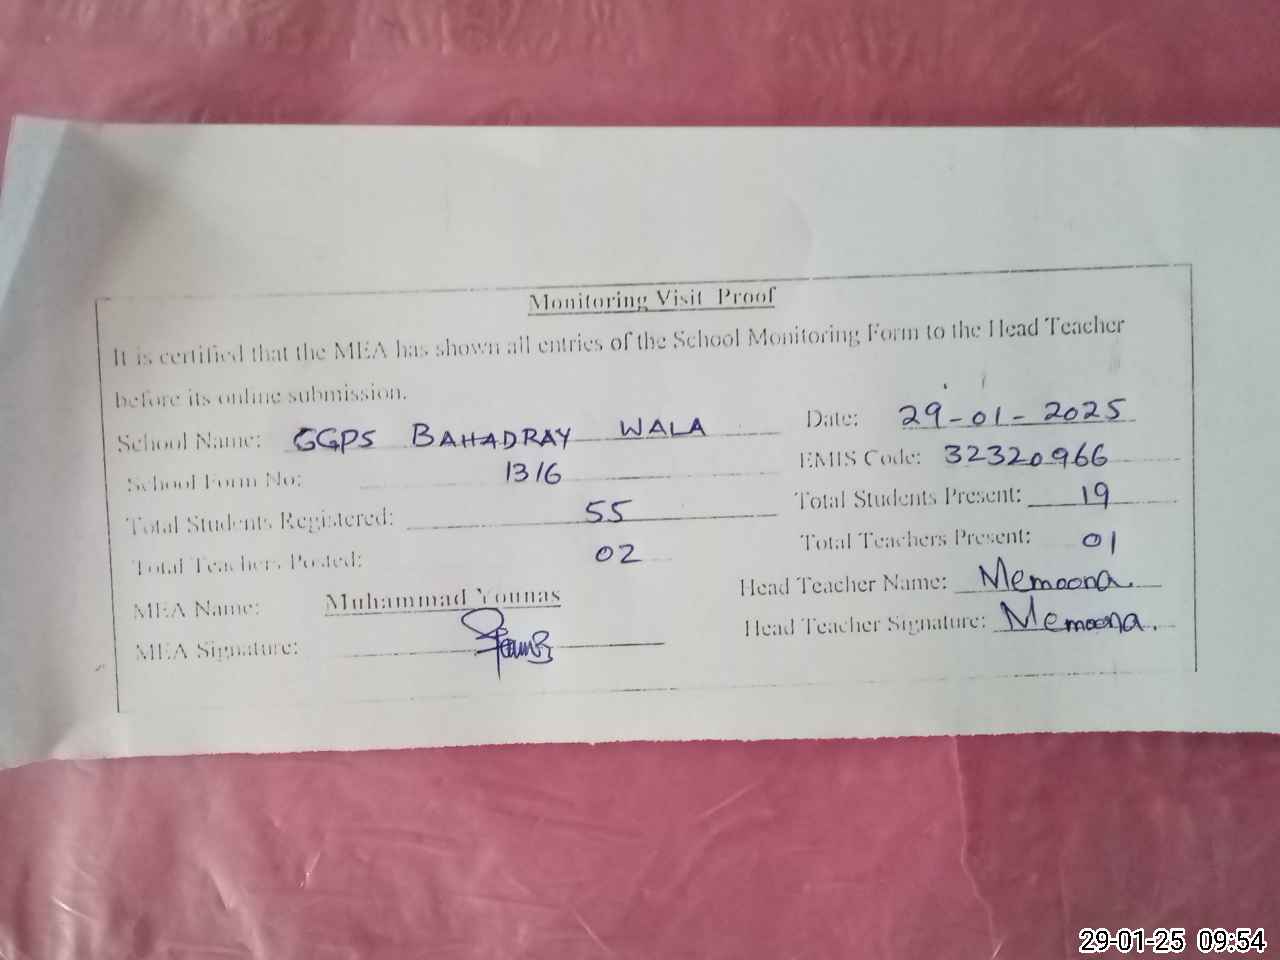 Monitoring Visit Proof
It is certified that the MEA has shown all entries of the School Monitoring Form to the Head Teacher
before its online submission.
School Name: GGPS BAHADRAY WALA Date: 29-01-2025
School Form No: 1316 EMIS Code: 32320966
Total Students Registered: 55 Total Students Present: 19
Total Teachers Posted: 02 Total Teachers Present: 01
MEA Name: Muhammad Younas Head Teacher Name: Memoona.
MEA Signature: Head Teacher Signature: Memoona.
29-01-25 09:54